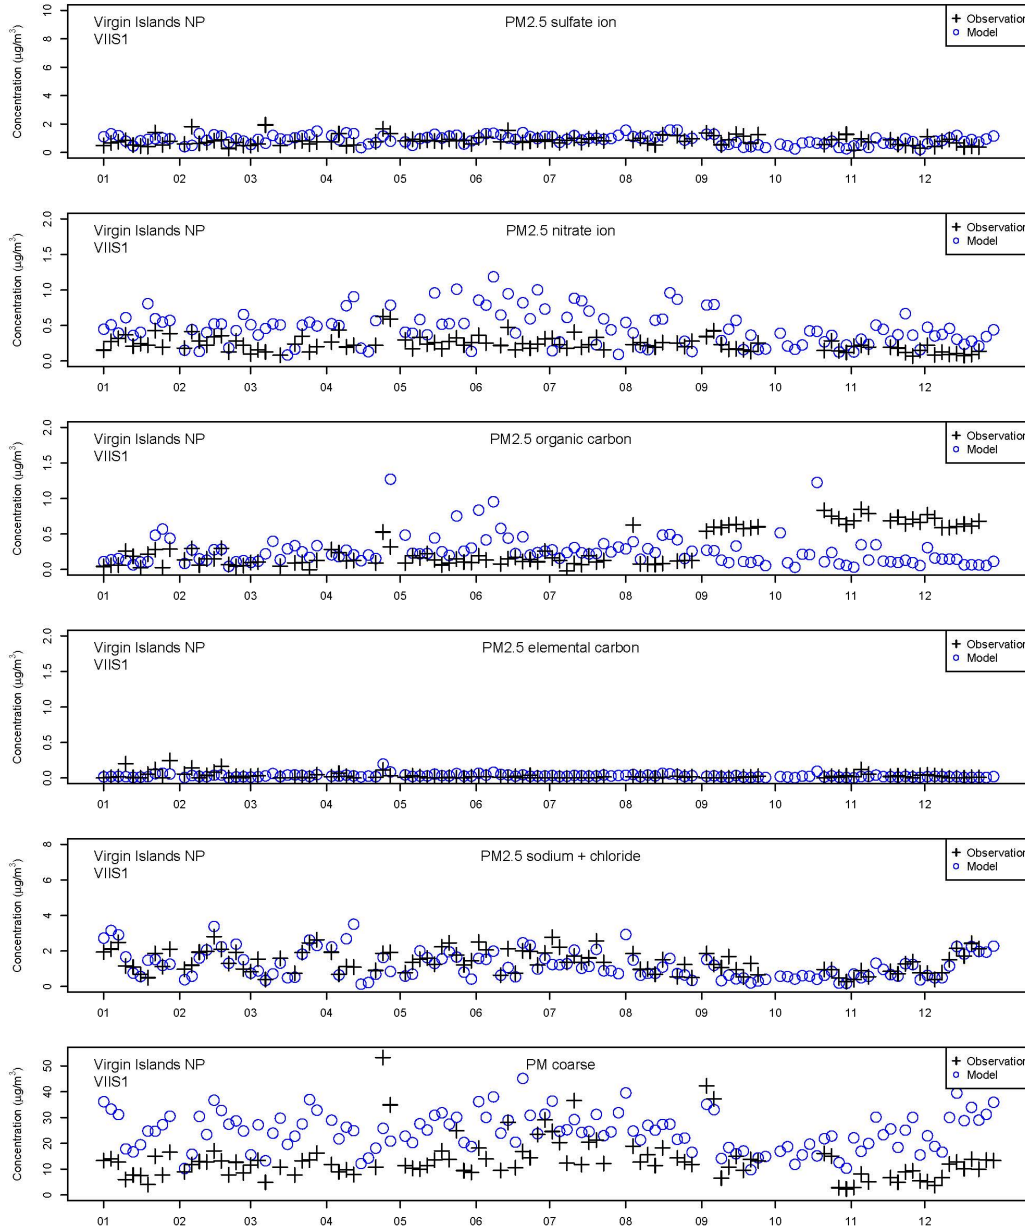 Virgin Islands NP
VIIS1
PM2.5 sulfate ion
Observation
Model
Concentration (µg/m³)
0 2 4 6 8 10
01 02 03 04 05 06 07 08 09 10 11 12
Virgin Islands NP
VIIS1
PM2.5 nitrate ion
Observation
Model
Concentration (µg/m³)
0.0 0.5 1.0 1.5 2.0
01 02 03 04 05 06 07 08 09 10 11 12
Virgin Islands NP
VIIS1
PM2.5 organic carbon
Observation
Model
Concentration (µg/m³)
0.0 0.5 1.0 1.5 2.0
01 02 03 04 05 06 07 08 09 10 11 12
Virgin Islands NP
VIIS1
PM2.5 elemental carbon
Observation
Model
Concentration (µg/m³)
0.0 0.5 1.0 1.5 2.0
01 02 03 04 05 06 07 08 09 10 11 12
Virgin Islands NP
VIIS1
PM2.5 sodium + chloride
Observation
Model
Concentration (µg/m³)
0 2 4 6 8
01 02 03 04 05 06 07 08 09 10 11 12
Virgin Islands NP
VIIS1
PM coarse
Observation
Model
Concentration (µg/m³)
0 10 20 30 40 50
01 02 03 04 05 06 07 08 09 10 11 12